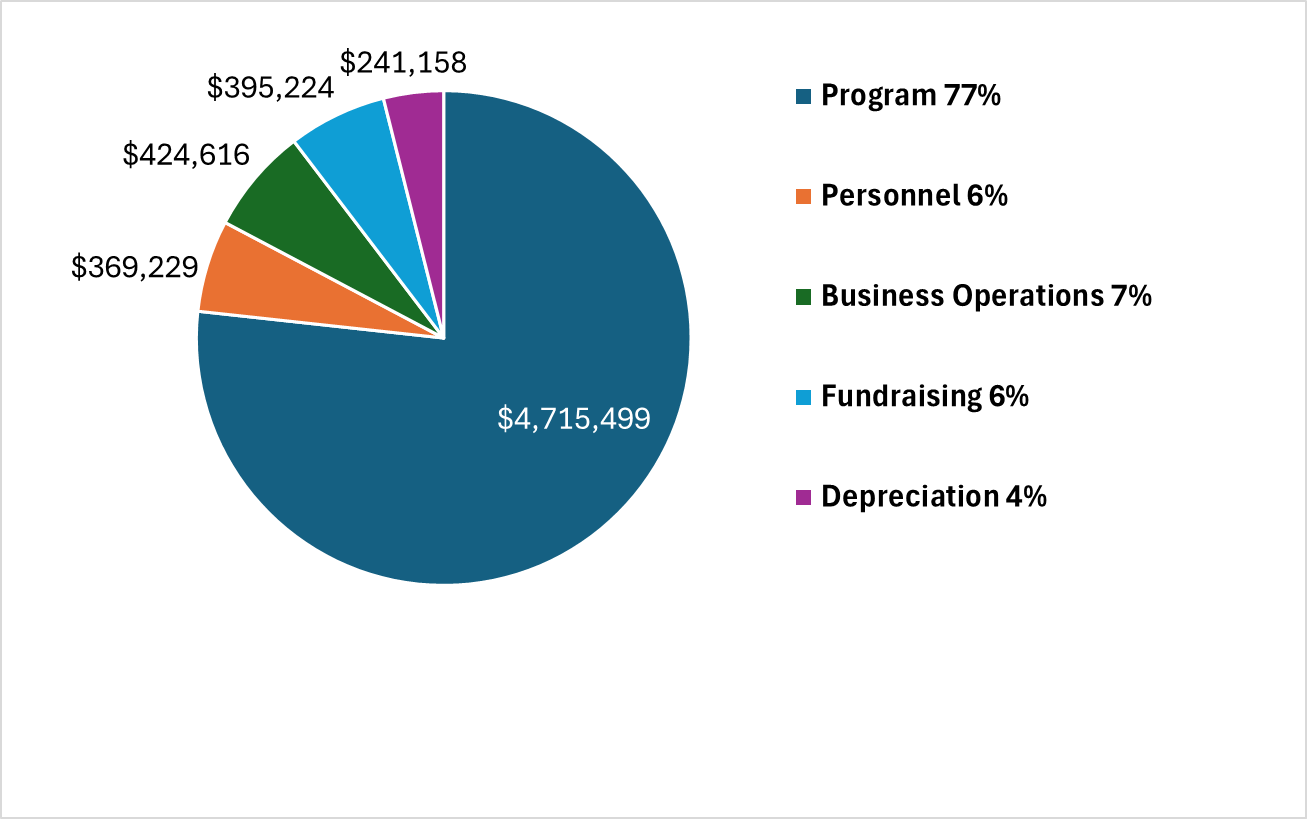 $241,158
$395,224
$424,616
$369,229
$4,715,499
Program 77%
Personnel 6%
Business Operations 7%
Fundraising 6%
Depreciation 4%